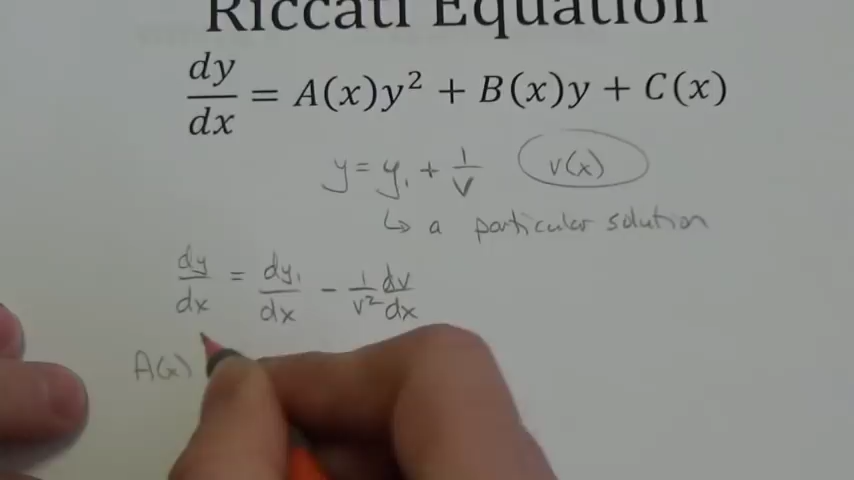 Riccati Equation
dy/dx = A(x)y² + B(x)y + C(x)
y = y₁ + 1/v v(x)
↳ a particular solution
dy/dx = dy₁/dx - 1/v² dv/dx
A(x)